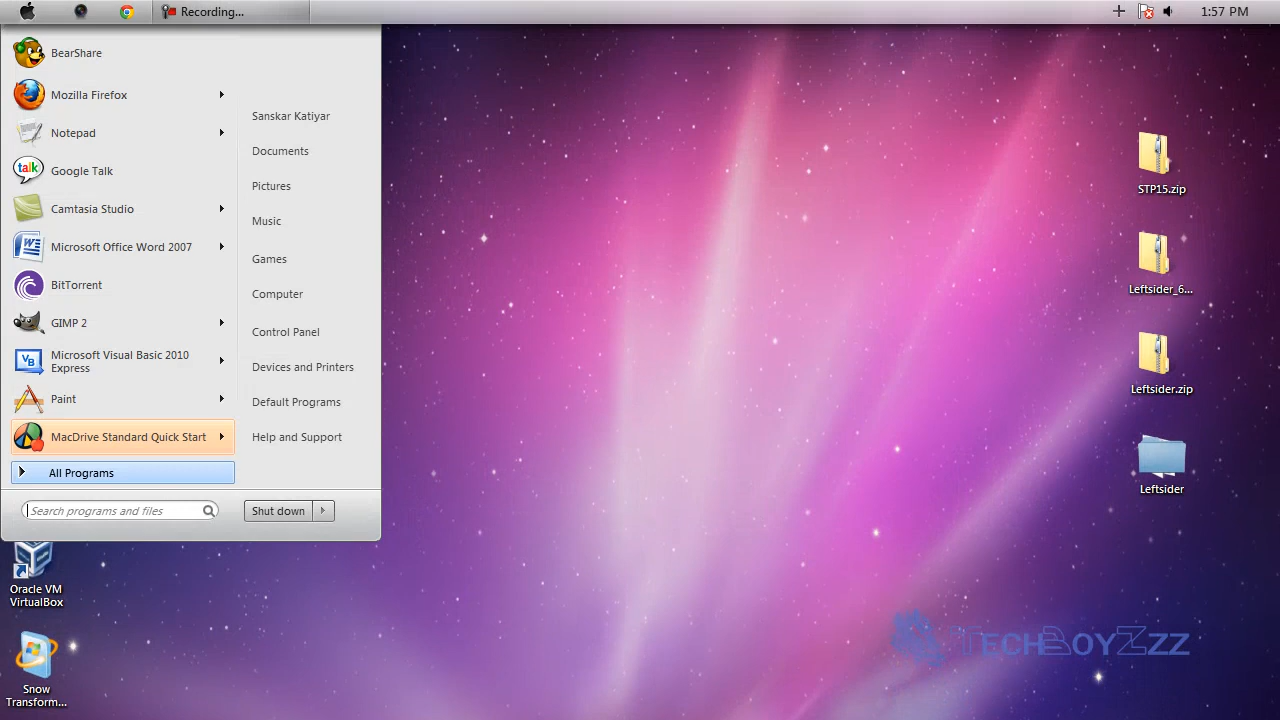 Recording...
1:57 PM
BearShare
Mozilla Firefox
Notepad
talk
Google Talk
Camtasia Studio
W
Microsoft Office Word 2007
BitTorrent
GIMP 2
VB
Microsoft Visual Basic 2010
Express
Paint
MacDrive Standard Quick Start
All Programs
Search programs and files
Sanskar Katiyar
Documents
Pictures
Music
Games
Computer
Control Panel
Devices and Printers
Default Programs
Help and Support
Shut down
Oracle VM
VirtualBox
Snow
Transform...
STP15.zip
Leftsider_6...
Leftsider.zip
Leftsider
TechBoyZzz